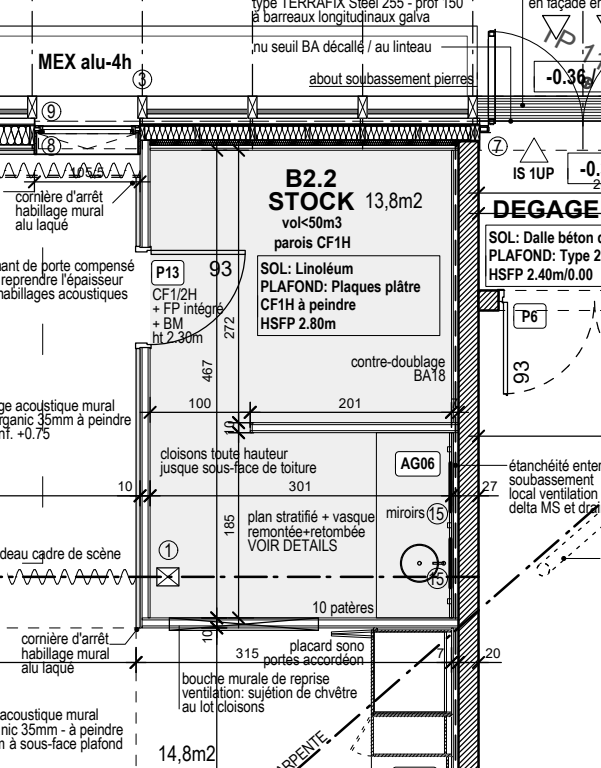 type TERRAFIX Steel 255 - prof 150
à barreaux longitudinaux galva
en façade en
nu seuil BA décallé / au linteau
MEX alu-4h
3
about soubassement pierres
-0.36
9
8
7
105/5
IS 1UP
-0.
cornière d'arrêt
habillage mural
alu laqué
B2.2
STOCK 13,8m2
vol<50m3
parois CF1H
DEGAGE
SOL: Dalle béton
PLAFOND: Type 2
HSFP 2.40m/0.00
nant de porte compensé
reprendre l'épaisseur
habillages acoustiques
P13
93
CF1/2H
+ FP intégré
+ BM
ht 2.30m
SOL: Linoléum
PLAFOND: Plaques plâtre
CF1H à peindre
HSFP 2.80m
P6
93
272
467
contre-doublage
BA18
ge acoustique mural
rganic 35mm à peindre
nf. +0.75
100
201
7
10
cloisons toute hauteur
jusque sous-face de toiture
AG06
étanchéité enter
soubassement
local ventilation
delta MS et drai
10
301
27
185
plan stratifié + vasque
remontée+retombée
VOIR DETAILS
miroirs 15
1
deau cadre de scène
15
10 patères
10
cornière d'arrêt
habillage mural
alu laqué
315
placard sono
portes accordéon
7
20
bouche murale de reprise
ventilation: sujétion de chvêtre
au lot cloisons
acoustique mural
nic 35mm - à peindre
m à sous-face plafond
14,8m2
ARPENTE